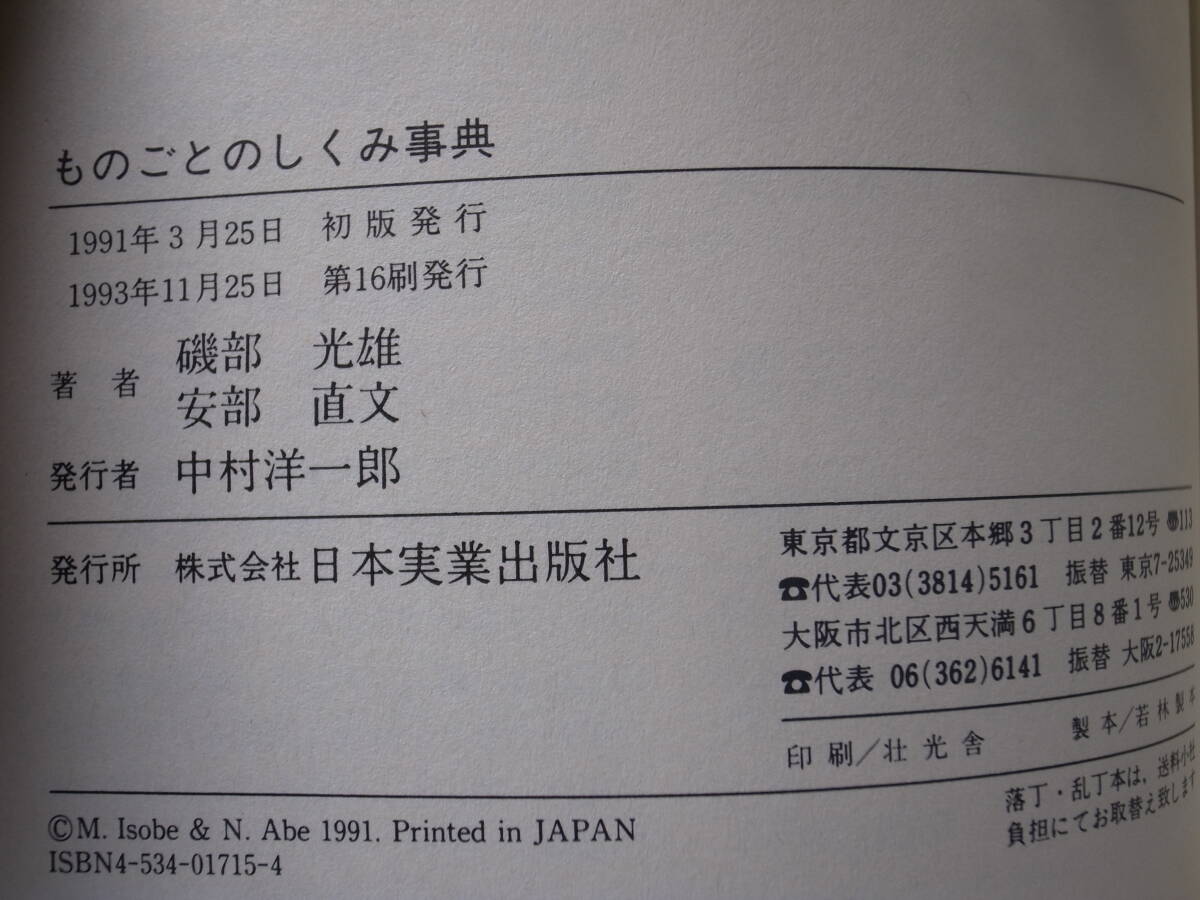 ものごとのしくみ事典
1991年3月25日 初版発行
1993年11月25日 第16刷発行
著者 磯部 光雄
安部 直文
発行者 中村洋一郎
発行所 株式会社日本実業出版社
東京都文京区本郷3丁目2番12号 〠113
☎代表03(3814)5161 振替 東京7-25349
大阪市北区西天満6丁目8番1号 〠530
☎代表 06(362)6141 振替 大阪2-17558
印刷/壮光舎 製本/若林製本
落丁・乱丁本は、送料小社
負担にてお取替え致します
©M. Isobe & N. Abe 1991. Printed in JAPAN
ISBN4-534-01715-4